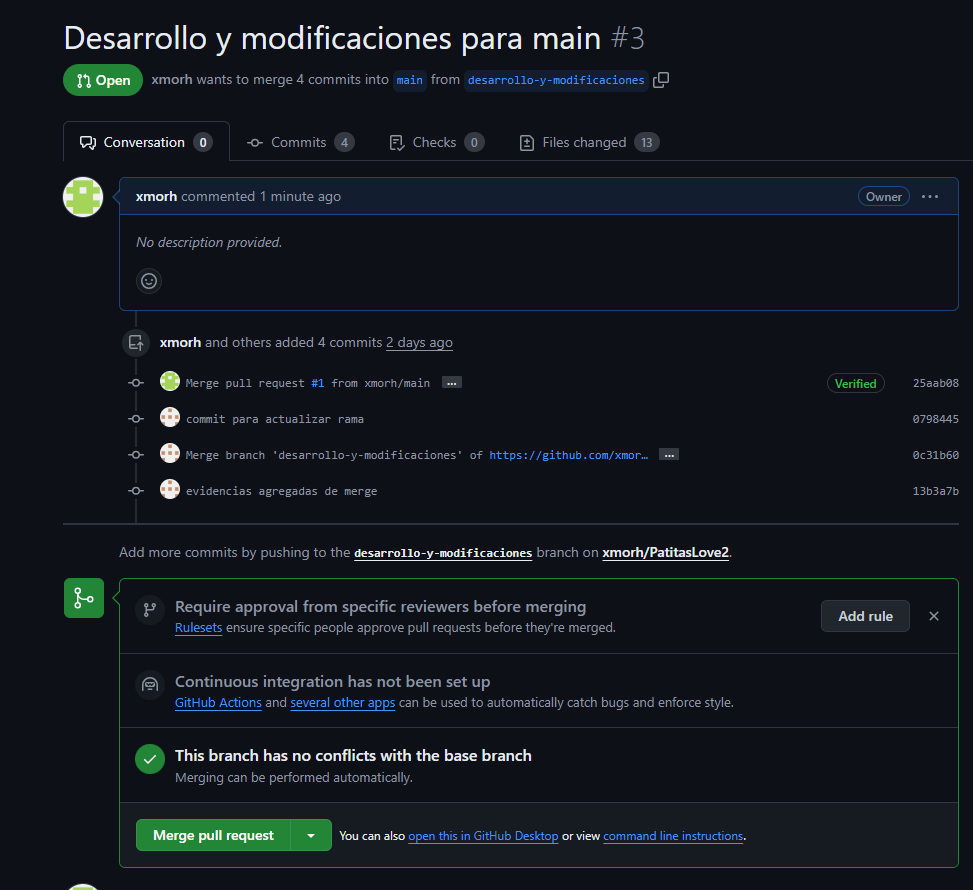 Desarrollo y modificaciones para main #3
Open xmorh wants to merge 4 commits into main from desarrollo-y-modificaciones
Conversation 0 Commits 4 Checks 0 Files changed 13
xmorh commented 1 minute ago Owner ...
No description provided.
xmorh and others added 4 commits 2 days ago
Merge pull request #1 from xmorh/main ... Verified 25aab08
commit para actualizar rama 0798445
Merge branch 'desarrollo-y-modificaciones' of https://github.com/xmor… ... 0c31b60
evidencias agregadas de merge 13b3a7b
Add more commits by pushing to the desarrollo-y-modificaciones branch on xmorh/PatitasLove2.
Require approval from specific reviewers before merging
Rulesets ensure specific people approve pull requests before they're merged.
Add rule
Continuous integration has not been set up
GitHub Actions and several other apps can be used to automatically catch bugs and enforce style.
This branch has no conflicts with the base branch
Merging can be performed automatically.
Merge pull request You can also open this in GitHub Desktop or view command line instructions.